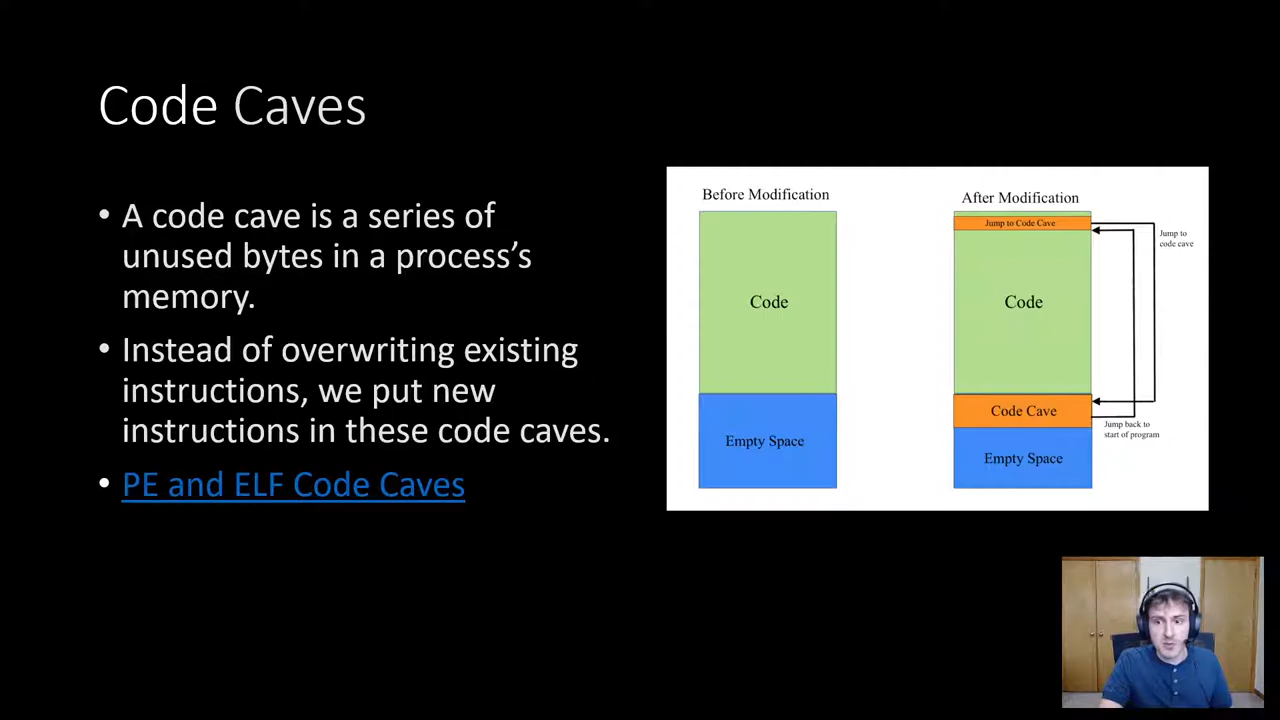 Code Caves
• A code cave is a series of
unused bytes in a process’s
memory.
• Instead of overwriting existing
instructions, we put new
instructions in these code caves.
• PE and ELF Code Caves
Before Modification
Code
Empty Space
After Modification
Jump to Code Cave
Jump to
code cave
Code
Code Cave
Jump back to
start of program
Empty Space